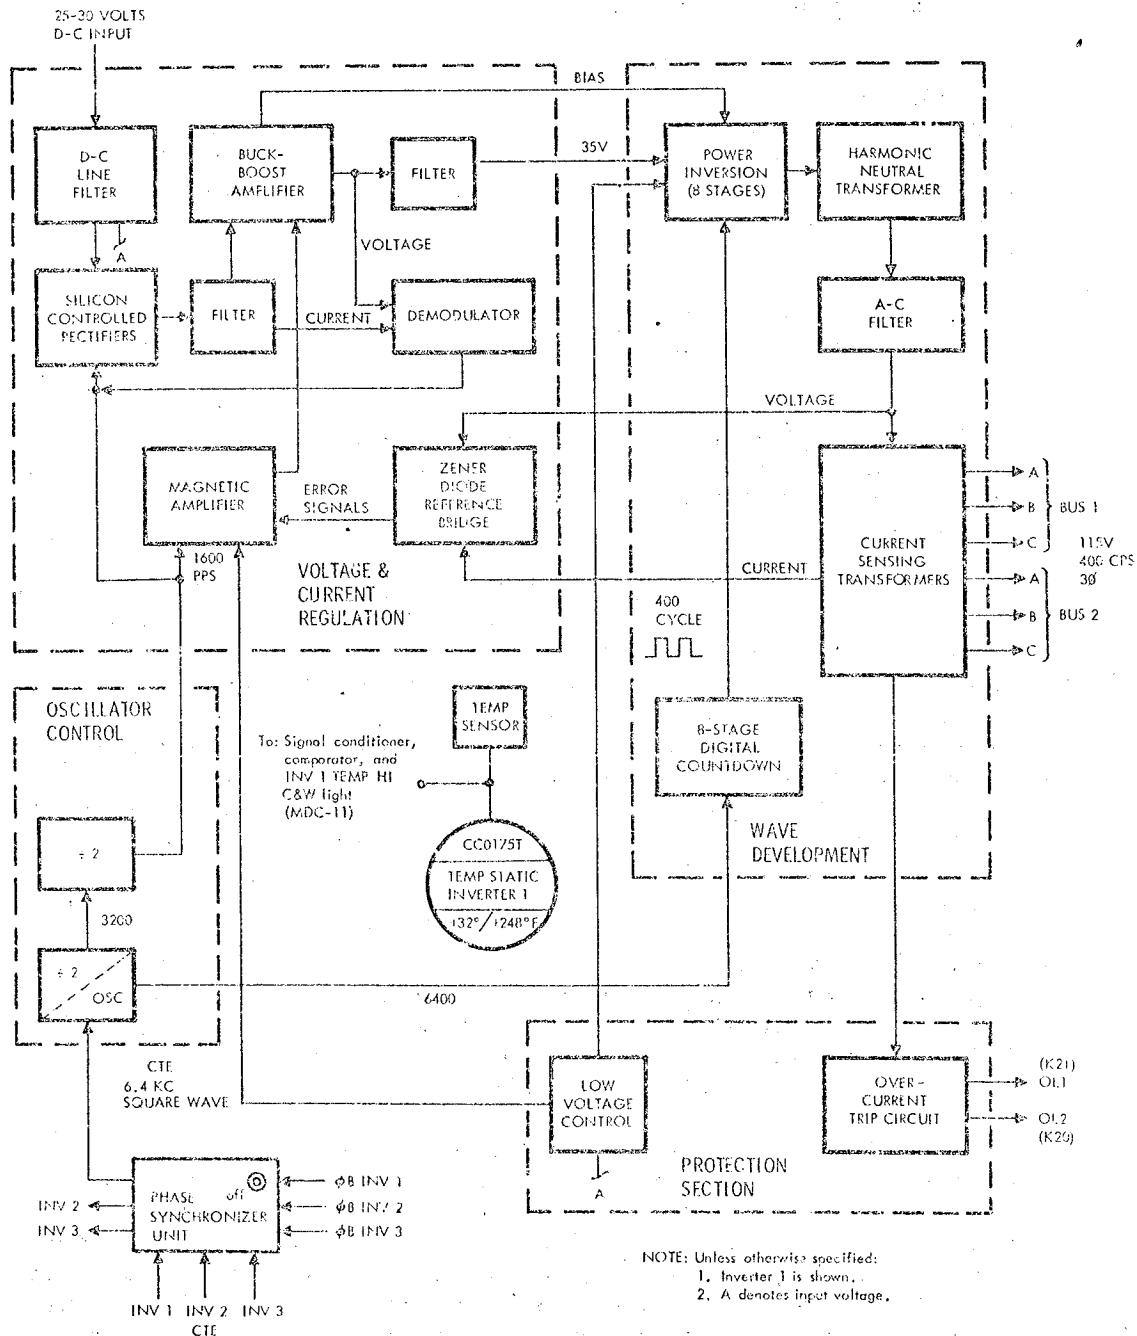 25-30 VOLTS
D-C INPUT
BIAS
D-C
LINE
FILTER
BUCK-
BOOST
AMPLIFIER
FILTER
35V
POWER
INVERSION
(8 STAGES)
HARMONIC
NEUTRAL
TRANSFORMER
A
VOLTAGE
SILICON
CONTROLLED
RECTIFIERS
FILTER
CURRENT
DEMODULATOR
A-C
FILTER
VOLTAGE
MAGNETIC
AMPLIFIER
ERROR
SIGNALS
ZENER
DIODE
REFERENCE
BRIDGE
CURRENT
SENSING
TRANSFORMERS
A
B
C
BUS 1
115V
400 CPS
3Ø
A
B
C
BUS 2
1600
PPS
VOLTAGE &
CURRENT
REGULATION
CURRENT
400
CYCLE
OSCILLATOR
CONTROL
TEMP
SENSOR
To: Signal conditioner,
comparator, and
INV 1 TEMP HI
C&W light
(MDC-11)
8-STAGE
DIGITAL
COUNTDOWN
WAVE
DEVELOPMENT
÷ 2
CC0175T
TEMP STATIC
INVERTER 1
+32°/+248°F
3200
÷ 2
OSC
6400
CTE
6.4 KC
SQUARE WAVE
LOW
VOLTAGE
CONTROL
OVER-
CURRENT
TRIP CIRCUIT
(K21)
OL1
OL2
(K20)
A
PROTECTION
SECTION
PHASE off
SYNCHRONIZER
UNIT
INV 2
INV 3
ϕB INV 1
ϕB INV 2
ϕB INV 3
INV 1 INV 2 INV 3
CTE
NOTE: Unless otherwise specified:
1. Inverter 1 is shown.
2. A denotes input voltage.